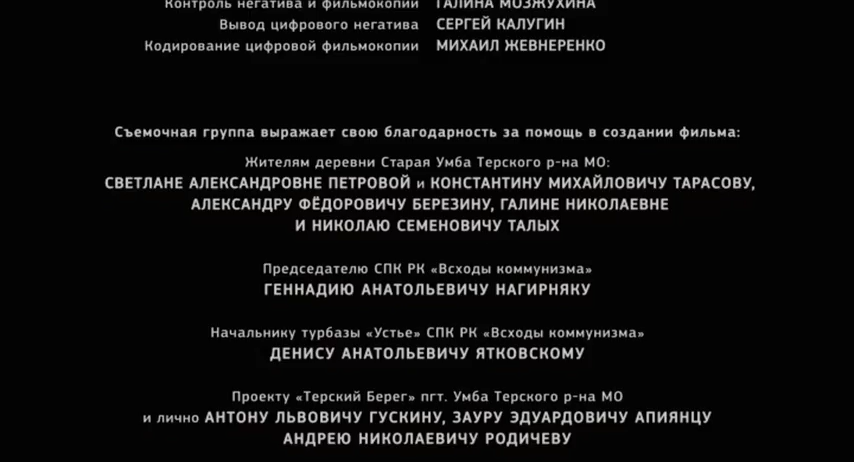 Контроль негатива и фильмокопии ГАЛИНА МОЗЖУХИНА
Вывод цифрового негатива СЕРГЕЙ КАЛУГИН
Кодирование цифровой фильмокопии МИХАИЛ ЖЕВНЕРЕНКО
Съемочная группа выражает свою благодарность за помощь в создании фильма:
Жителям деревни Старая Умба Терского р-на МО:
СВЕТЛАНЕ АЛЕКСАНДРОВНЕ ПЕТРОВОЙ и КОНСТАНТИНУ МИХАЙЛОВИЧУ ТАРАСОВУ,
АЛЕКСАНДРУ ФЁДОРОВИЧУ БЕРЕЗИНУ, ГАЛИНЕ НИКОЛАЕВНЕ
И НИКОЛАЮ СЕМЕНОВИЧУ ТАЛЫХ
Председателю СПК РК «Всходы коммунизма»
ГЕННАДИЮ АНАТОЛЬЕВИЧУ НАГИРНЯКУ
Начальнику турбазы «Устье» СПК РК «Всходы коммунизма»
ДЕНИСУ АНАТОЛЬЕВИЧУ ЯТКОВСКОМУ
Проекту «Терский Берег» пгт. Умба Терского р-на МО
и лично АНТОНУ ЛЬВОВИЧУ ГУСКИНУ, ЗАУРУ ЭДУАРДОВИЧУ АПИЯНЦУ
АНДРЕЮ НИКОЛАЕВИЧУ РОДИЧЕВУ